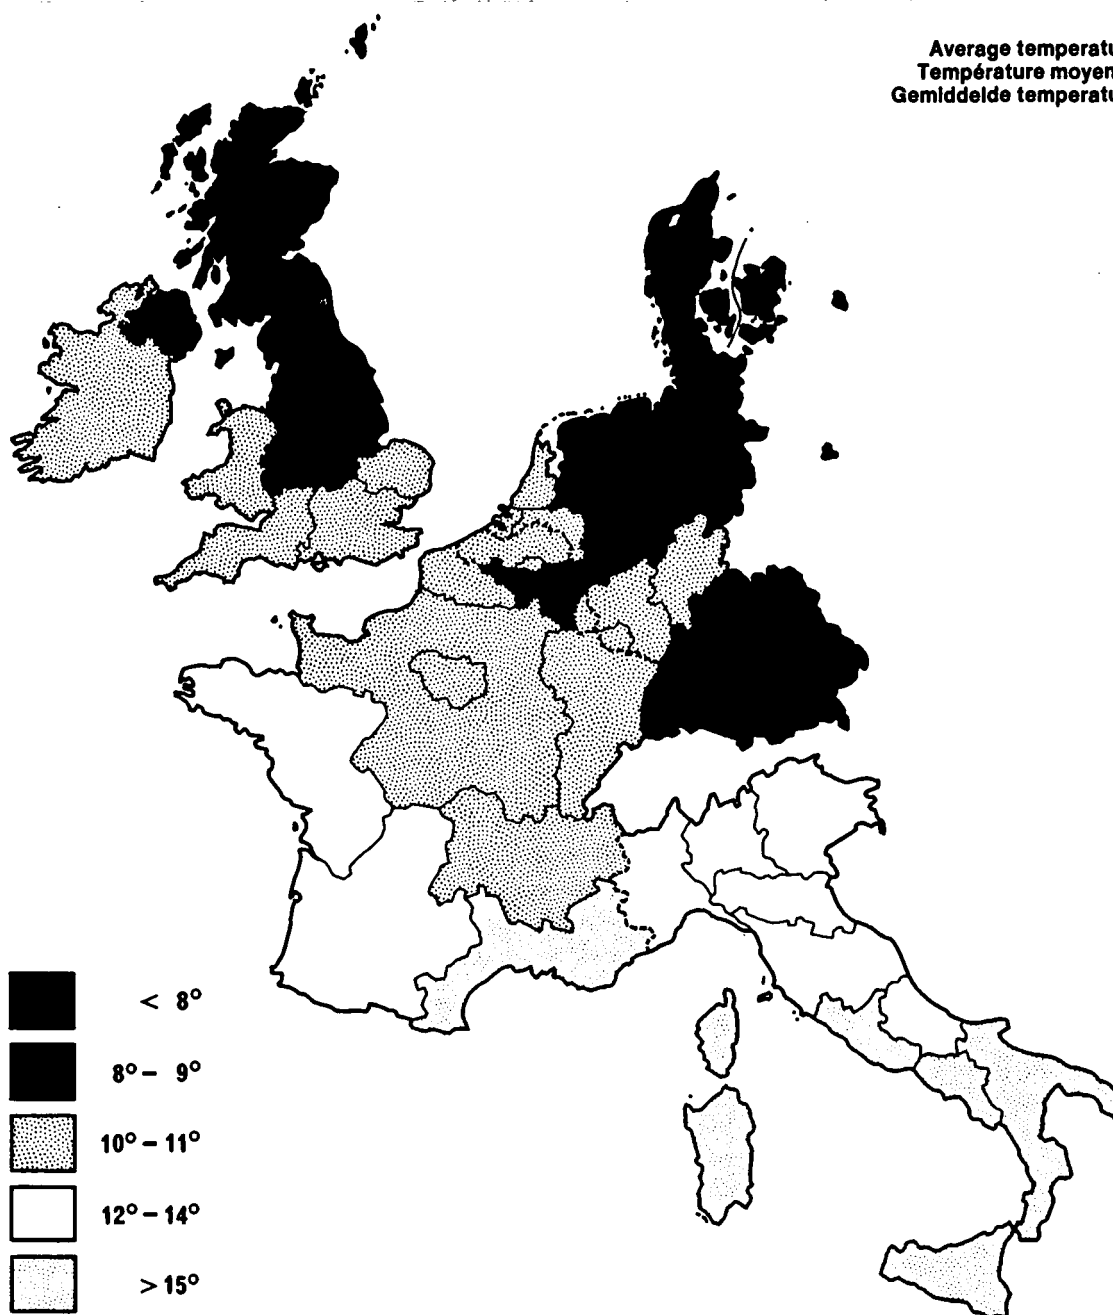 Average temperatu
Température moyen
Gemiddelde temperatu
< 8°
8° – 9°
10° – 11°
12° – 14°
> 15°